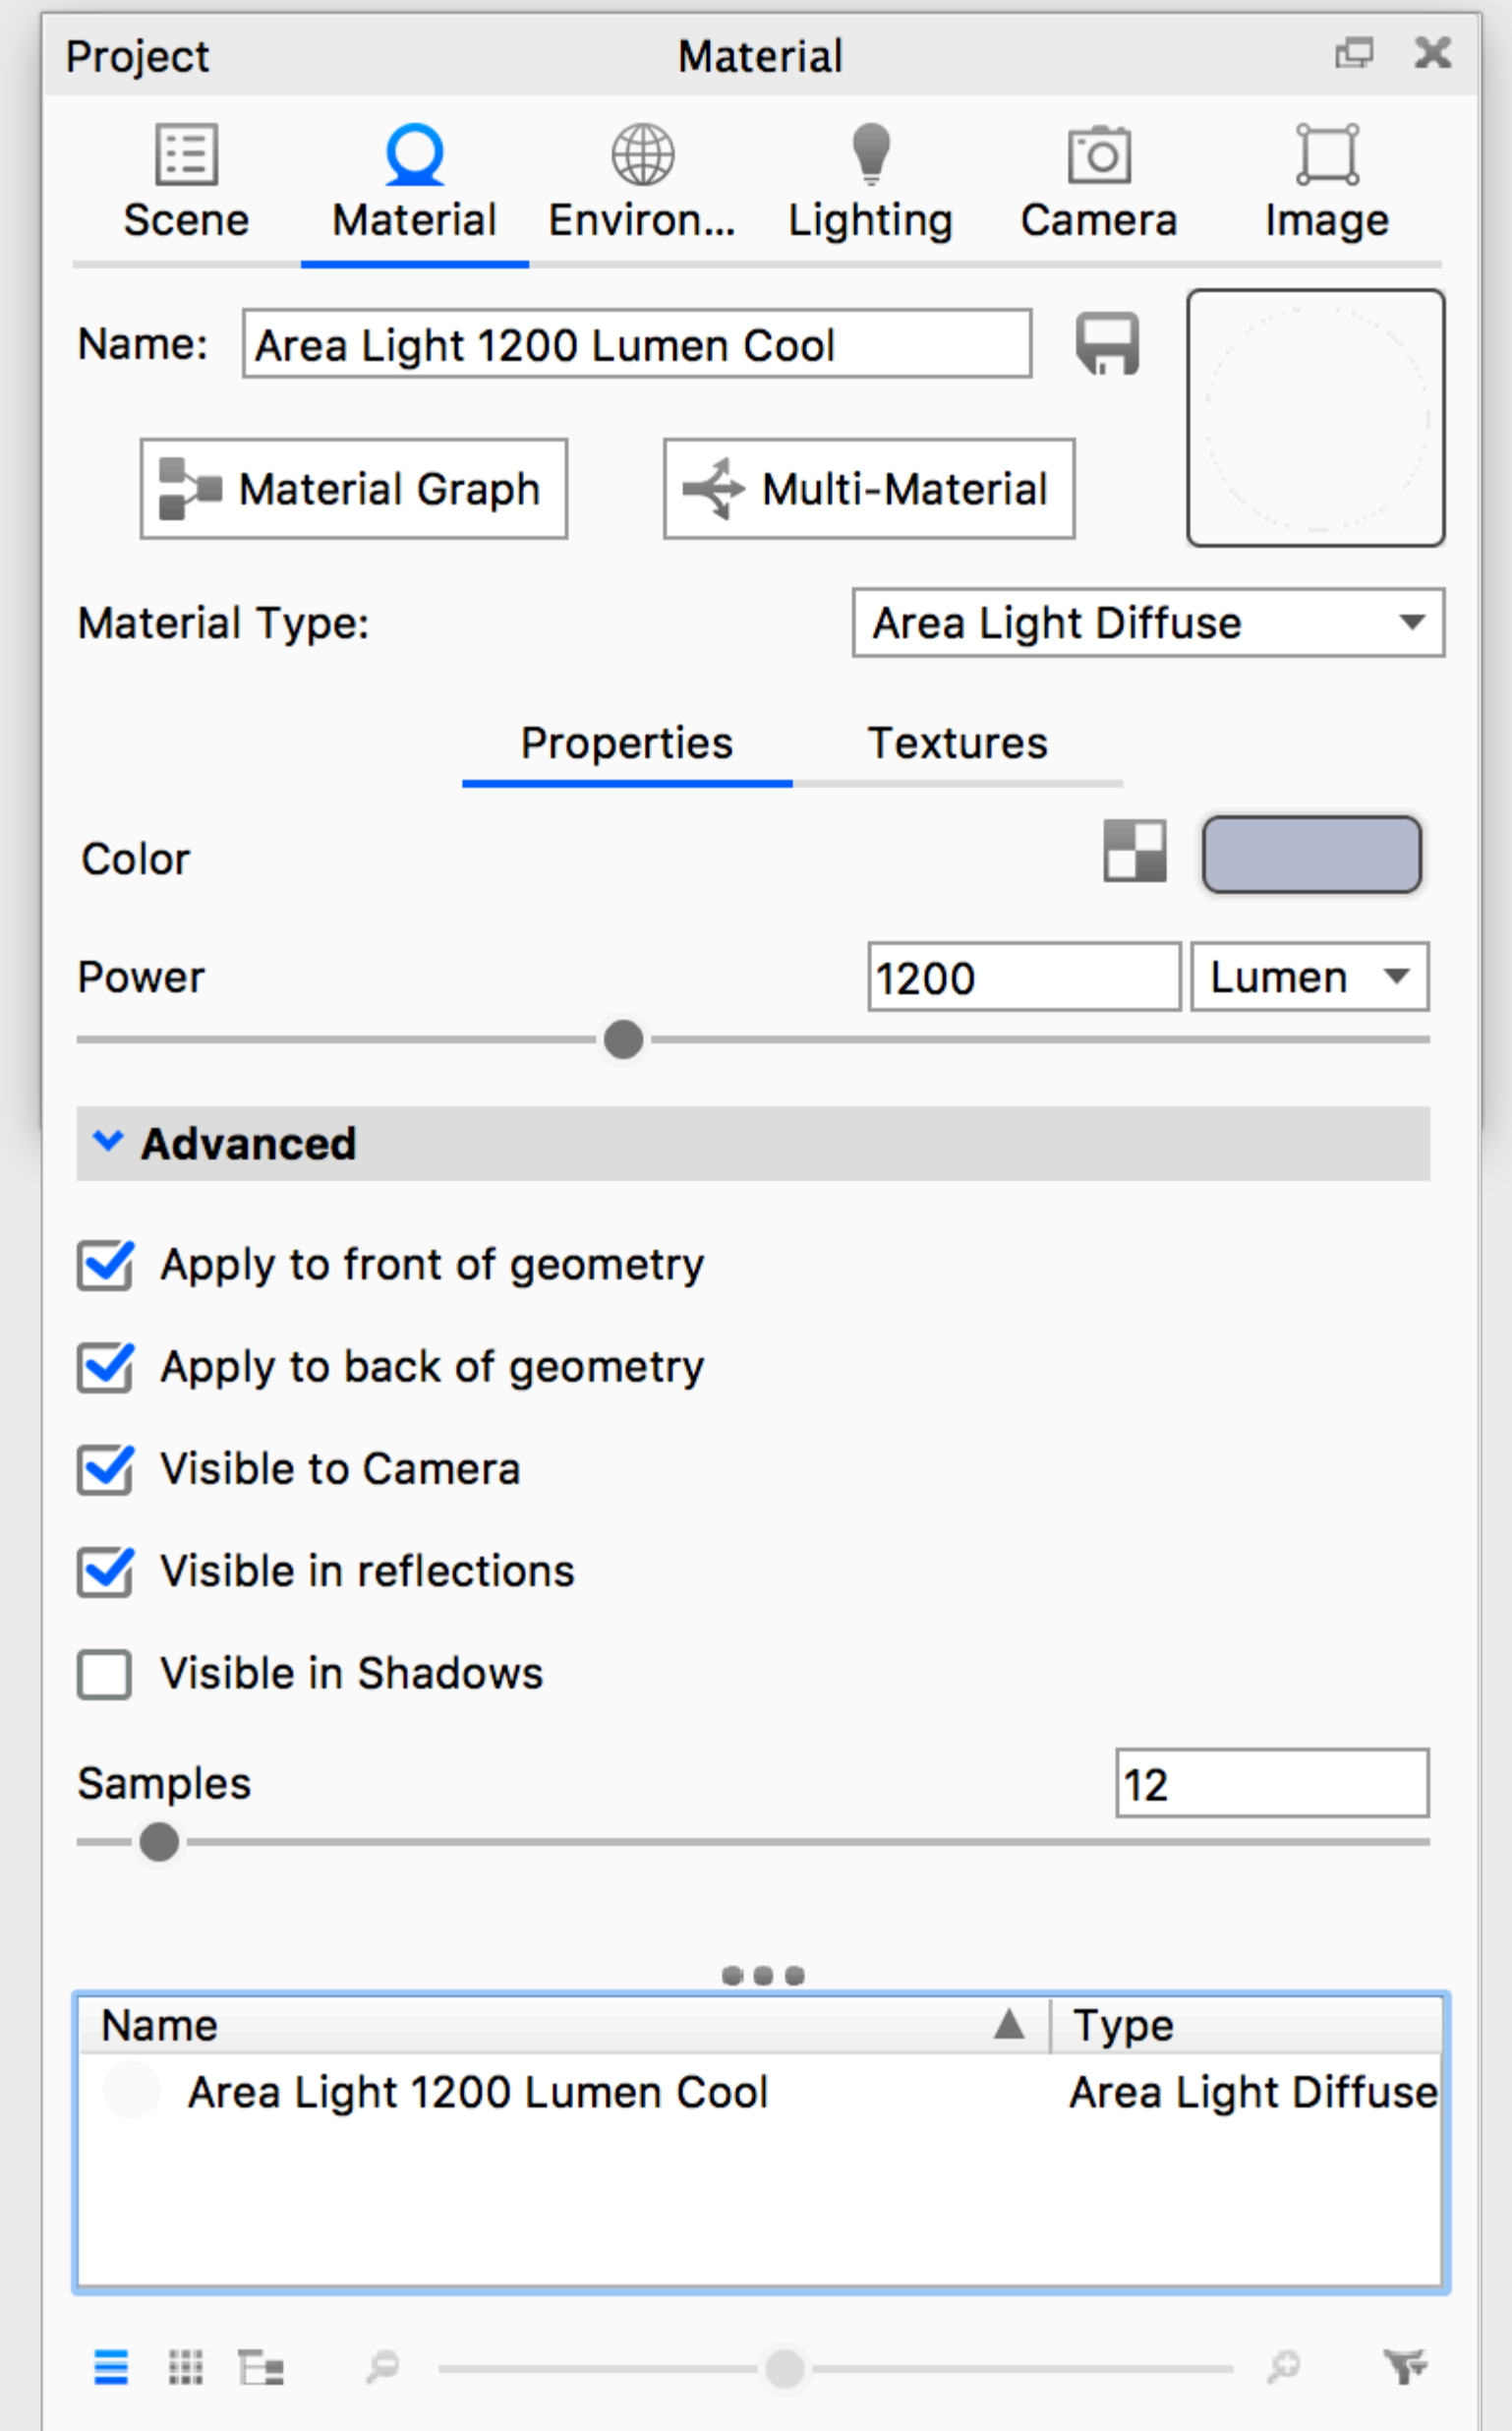 Project Material
Scene Material Environ... Lighting Camera Image
Name: Area Light 1200 Lumen Cool
Material Graph Multi-Material
Material Type: Area Light Diffuse
Properties Textures
Color
Power 1200 Lumen
Advanced
Apply to front of geometry
Apply to back of geometry
Visible to Camera
Visible in reflections
Visible in Shadows
Samples 12
Name Type
Area Light 1200 Lumen Cool Area Light Diffuse